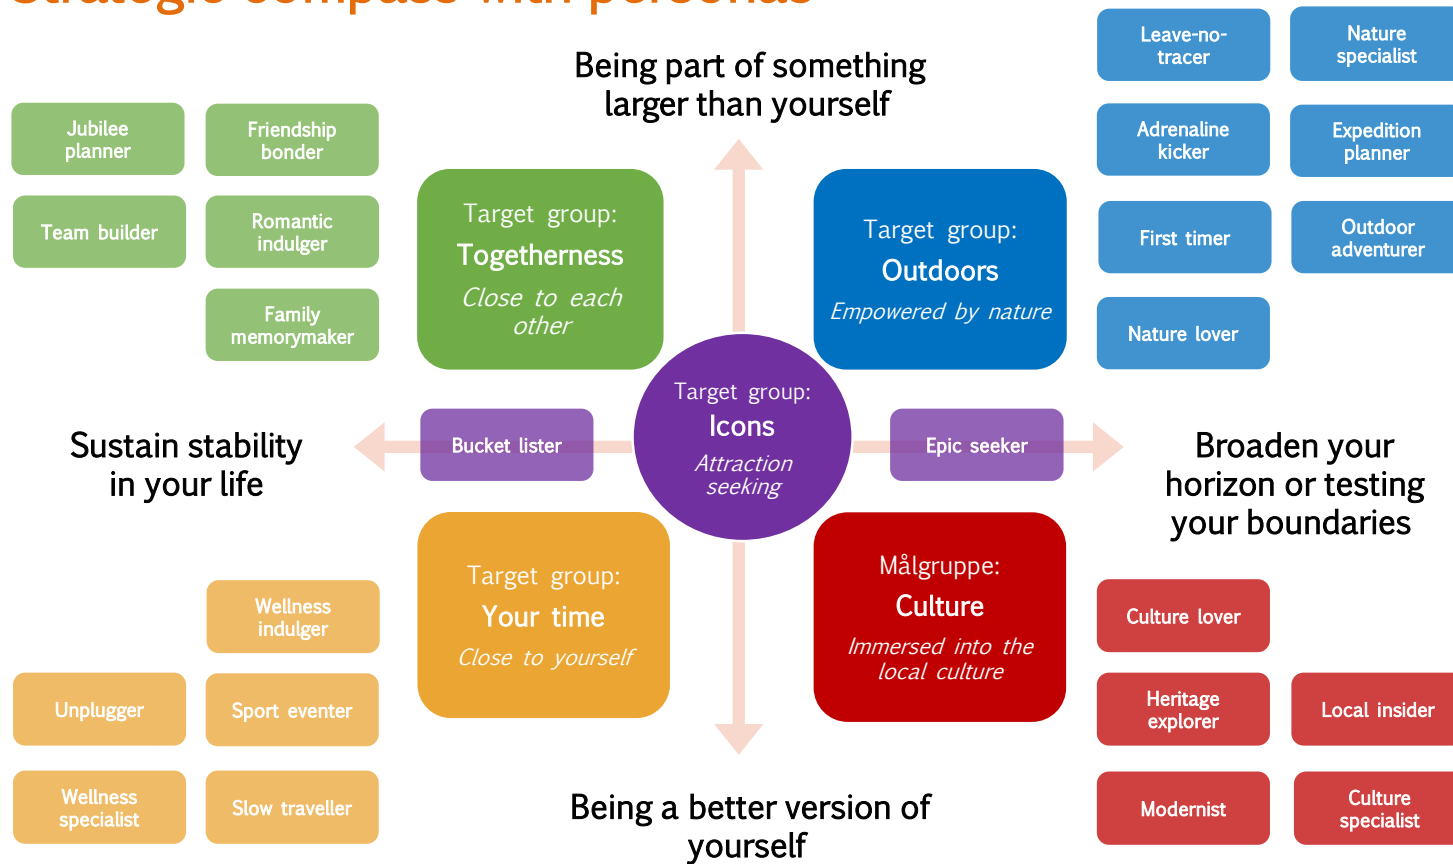 Strategic compass with personas
Being part of something
larger than yourself
Leave-no-
tracer
Nature
specialist
Jubilee
planner
Friendship
bonder
Adrenaline
kicker
Expedition
planner
Team builder
Romantic
indulger
First timer
Outdoor
adventurer
Family
memorymaker
Nature lover
Target group:
Togetherness
Close to each
other
Target group:
Outdoors
Empowered by nature
Sustain stability
in your life
Bucket lister
Target group:
Icons
Attraction
seeking
Epic seeker
Broaden your
horizon or testing
your boundaries
Target group:
Your time
Close to yourself
Målgruppe:
Culture
Immersed into the
local culture
Wellness
indulger
Unplugger
Sport eventer
Wellness
specialist
Slow traveller
Culture lover
Heritage
explorer
Local insider
Modernist
Culture
specialist
Being a better version of
yourself